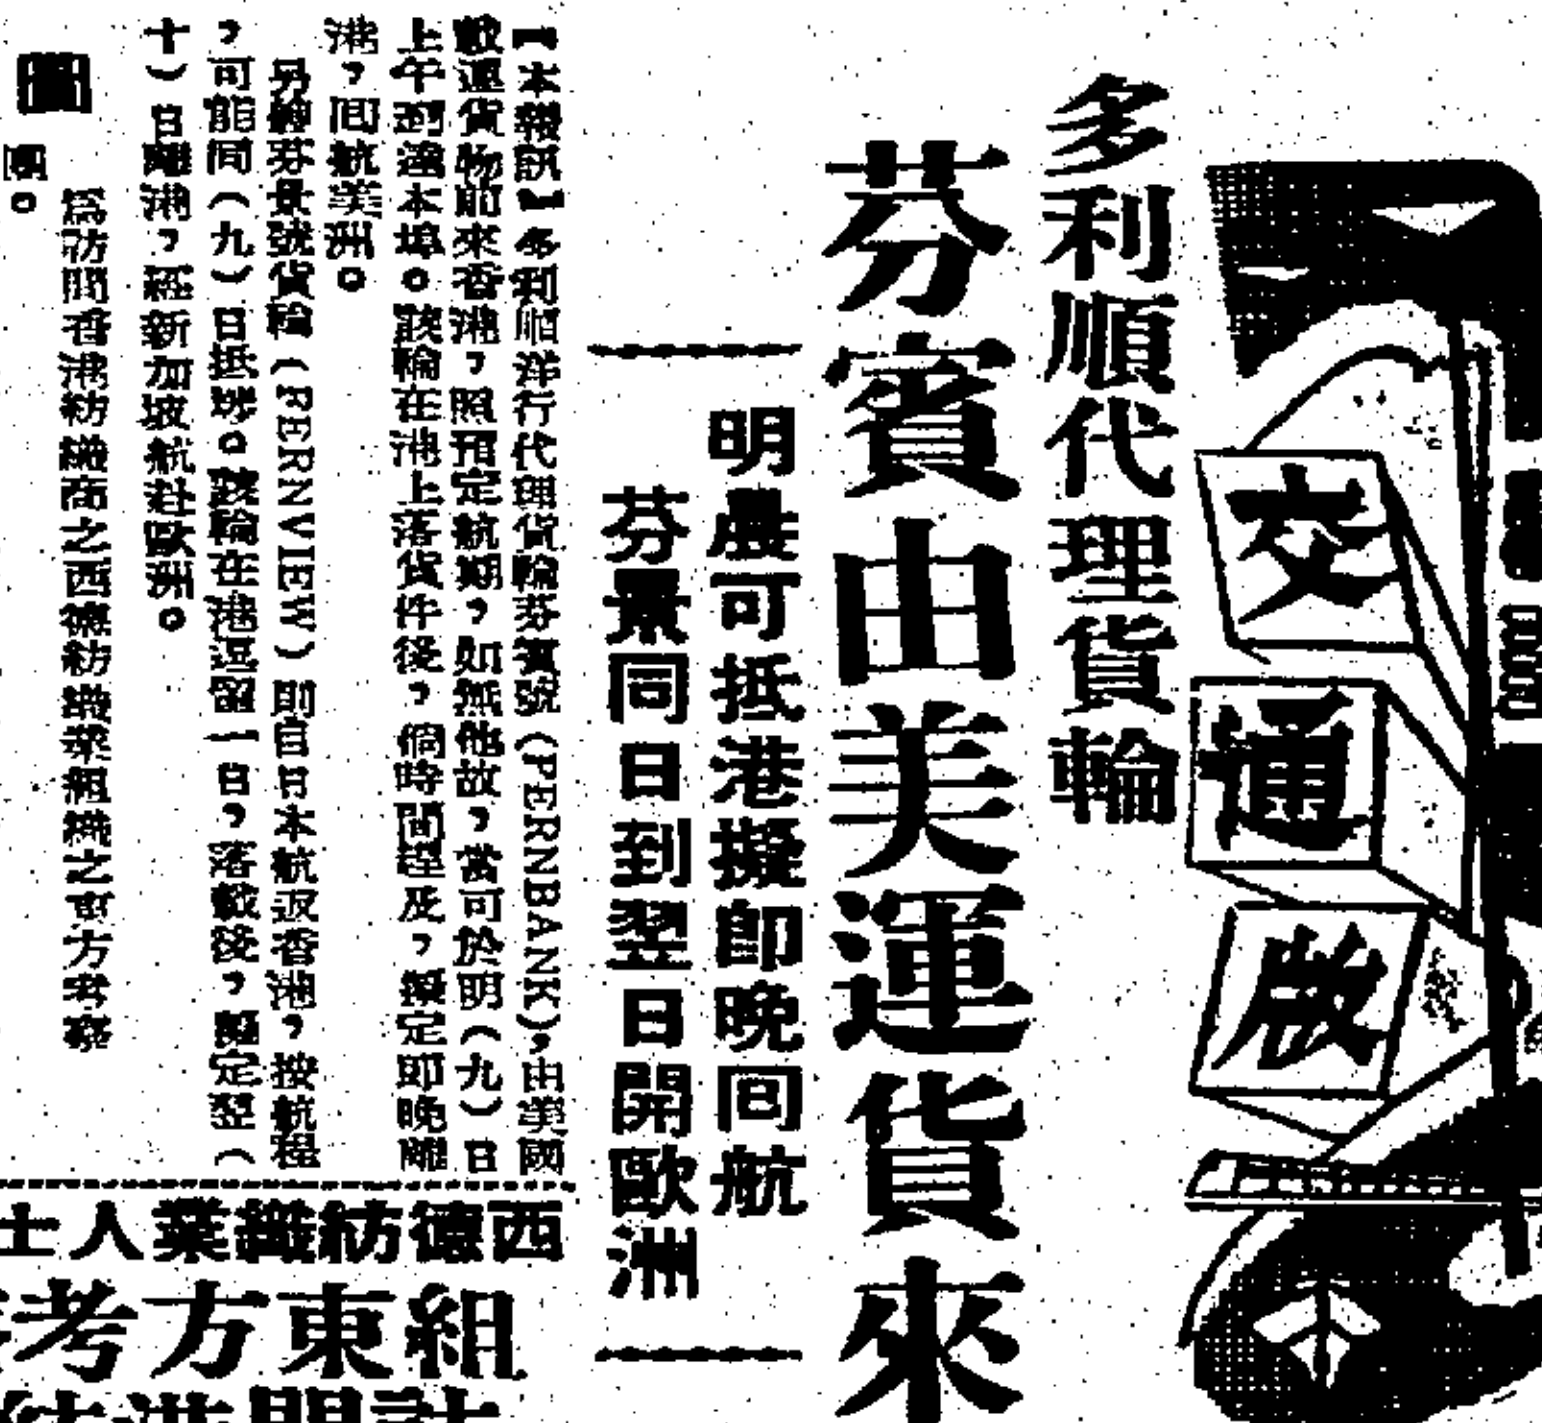 交通版
多利順代理貨輪
芬賓由美運貨來
明晨可抵港擬即晚回航
芬景同日到翌日開歐洲
【本報訊】多利順洋行代理貨輪芬賓號(FERNBANK),由美國
載運貨物前來香港,照預定航期,如無他故,當可於明(九)日
上午到達本埠。該輪在港上落貨件後,倘時間趕及,擬定即晚離
港,回航美洲。
另輪芬景號貨輪(FERNVIEW)則自日本航返香港,按航程
,可能同(九)日抵埗。該輪在港逗留一日,落載後,擬定翌(
十)日離港,經新加坡航赴歐洲。
圖
為訪問香港紡織商之西德紡織業組織之東方考察
團。
西德紡織業人士
組東方考